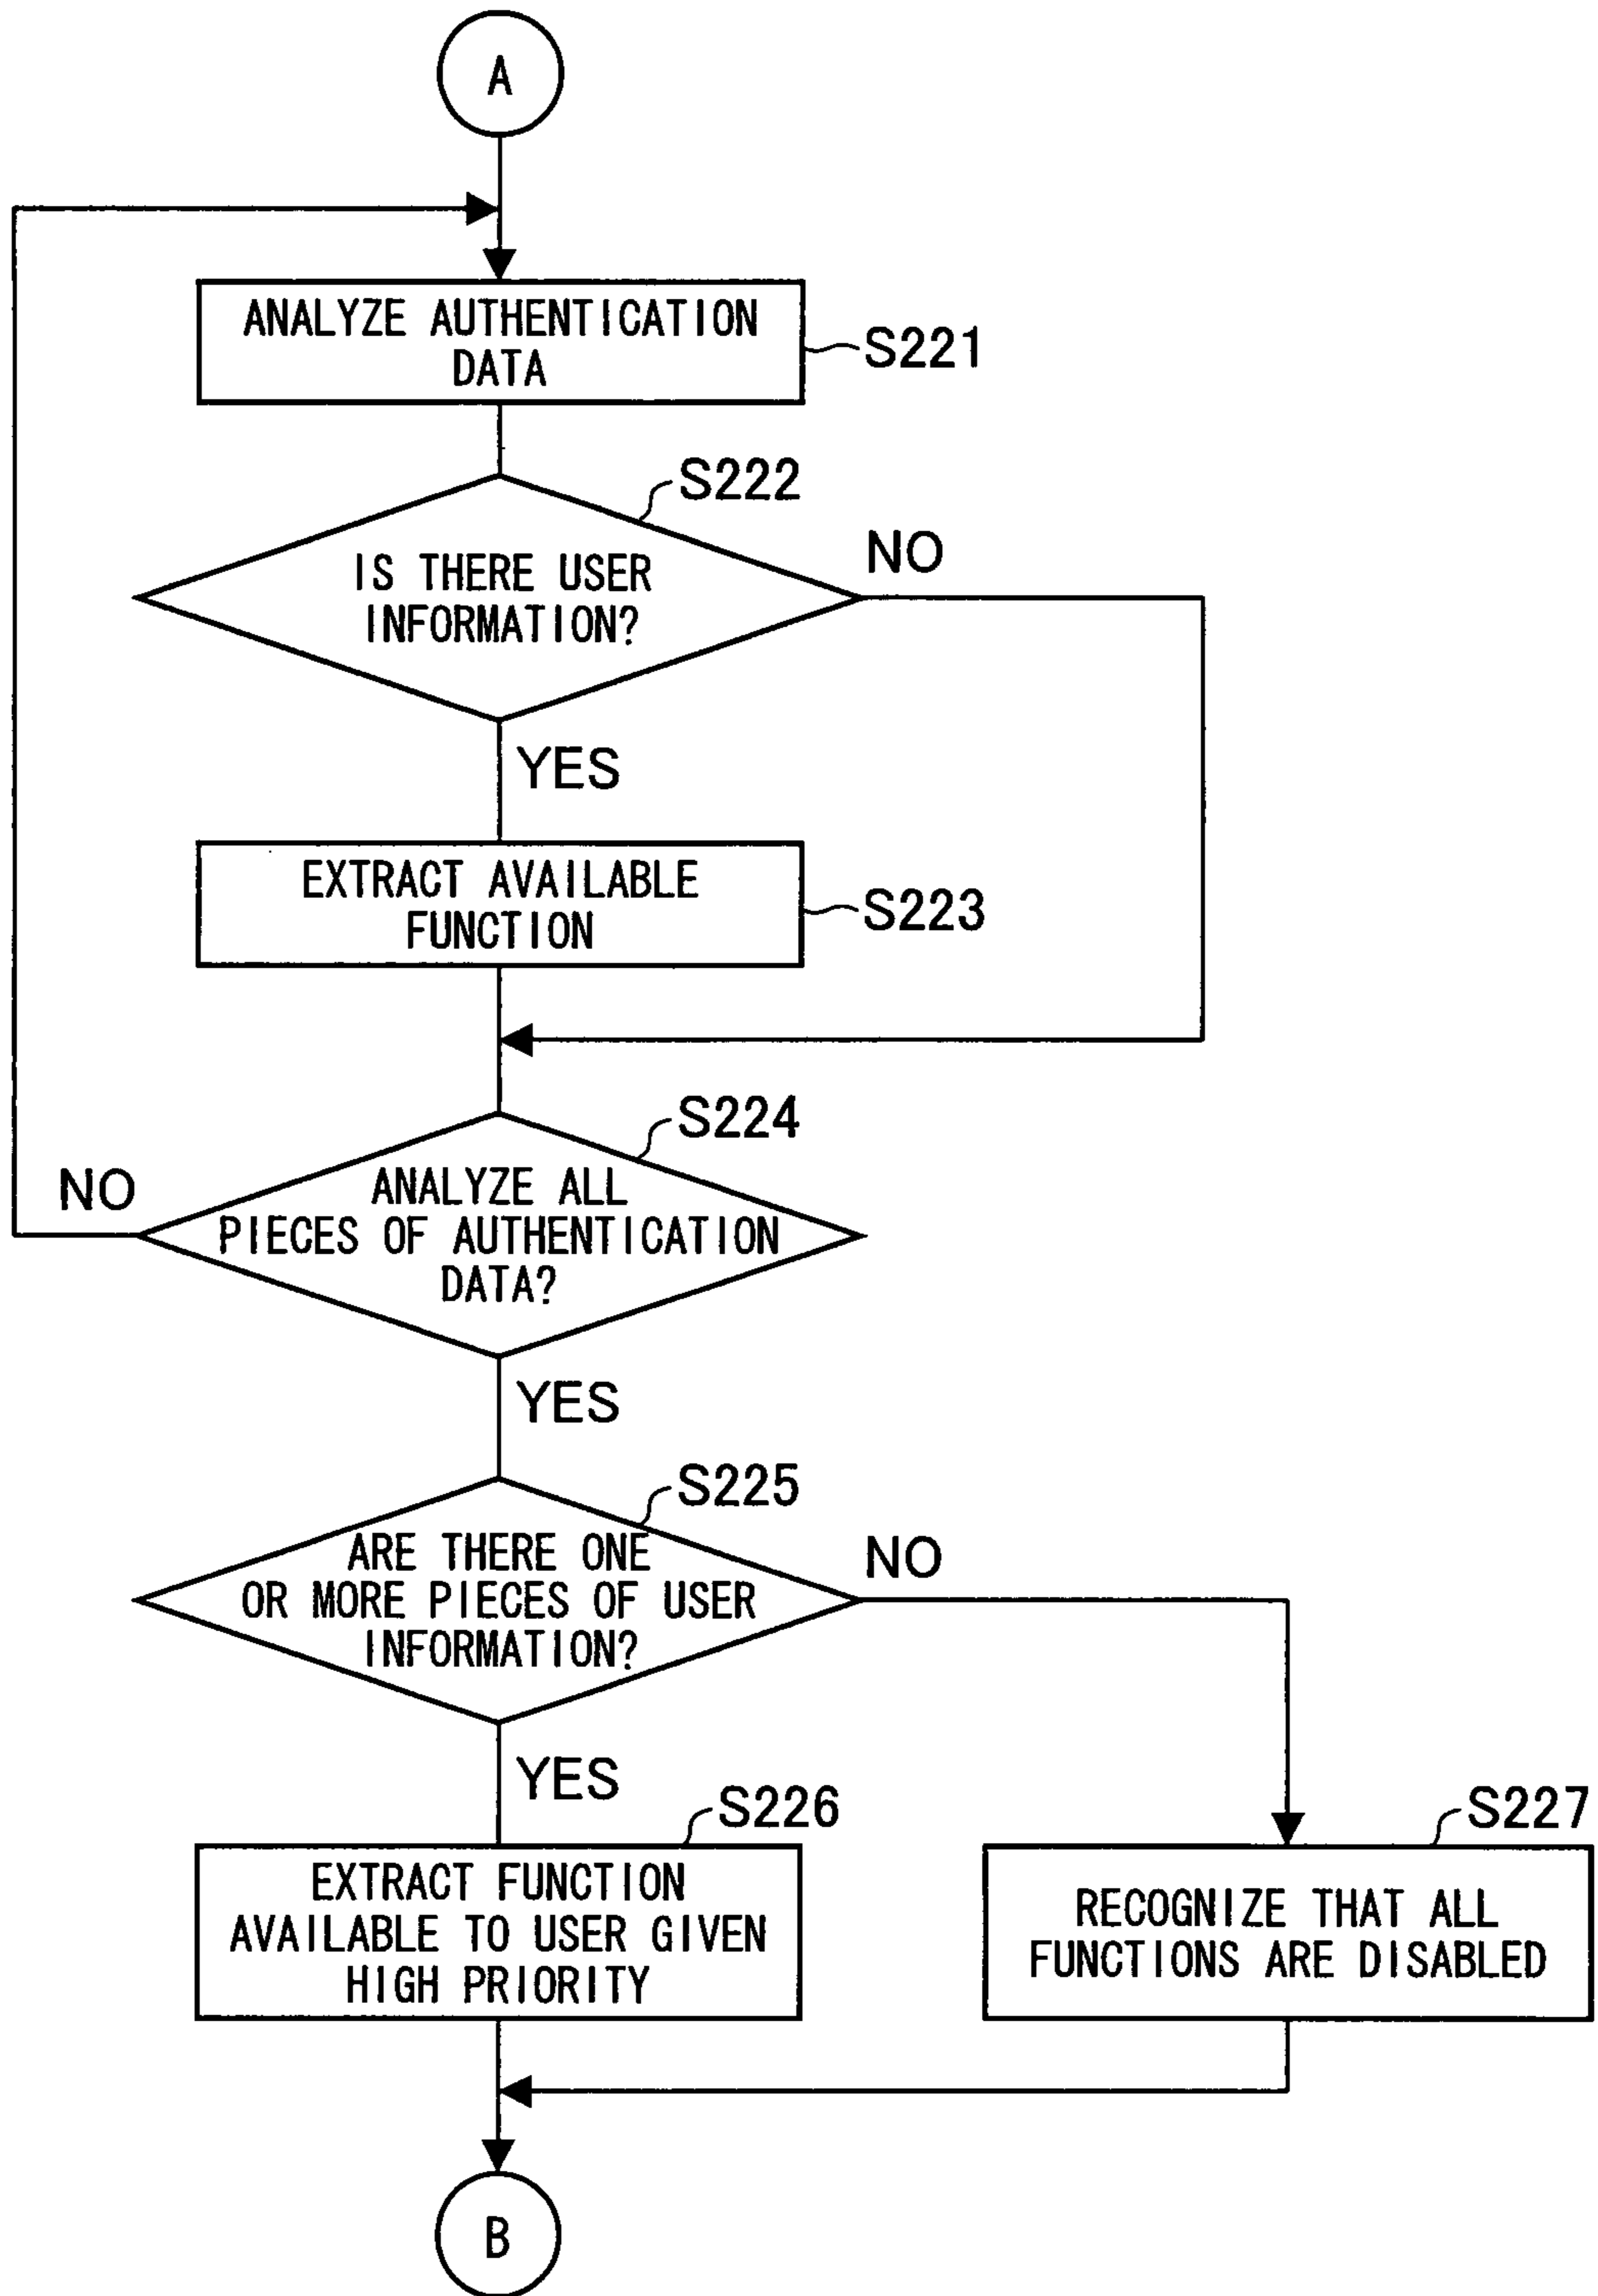 A
ANALYZE AUTHENTICATION
DATA
S221
S222
IS THERE USER
INFORMATION?
NO
YES
EXTRACT AVAILABLE
FUNCTION
S223
S224
NO
ANALYZE ALL
PIECES OF AUTHENTICATION
DATA?
YES
S225
ARE THERE ONE
OR MORE PIECES OF USER
INFORMATION?
NO
YES
S226
EXTRACT FUNCTION
AVAILABLE TO USER GIVEN
HIGH PRIORITY
S227
RECOGNIZE THAT ALL
FUNCTIONS ARE DISABLED
B